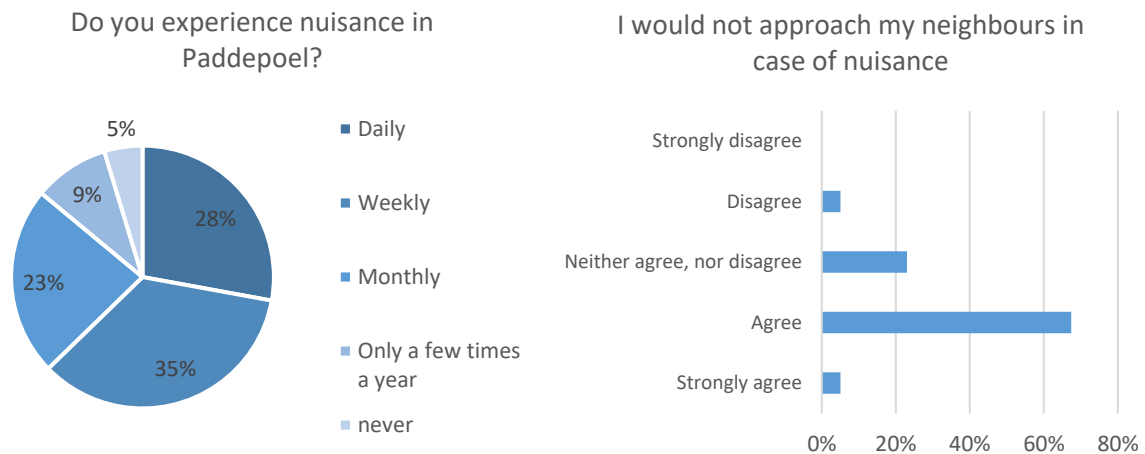 Do you experience nuisance in
Paddepoel?
5%
9%
28%
23%
35%
Daily
Weekly
Monthly
Only a few times
a year
never
I would not approach my neighbours in
case of nuisance
Strongly disagree
Disagree
Neither agree, nor disagree
Agree
Strongly agree
0% 20% 40% 60% 80%